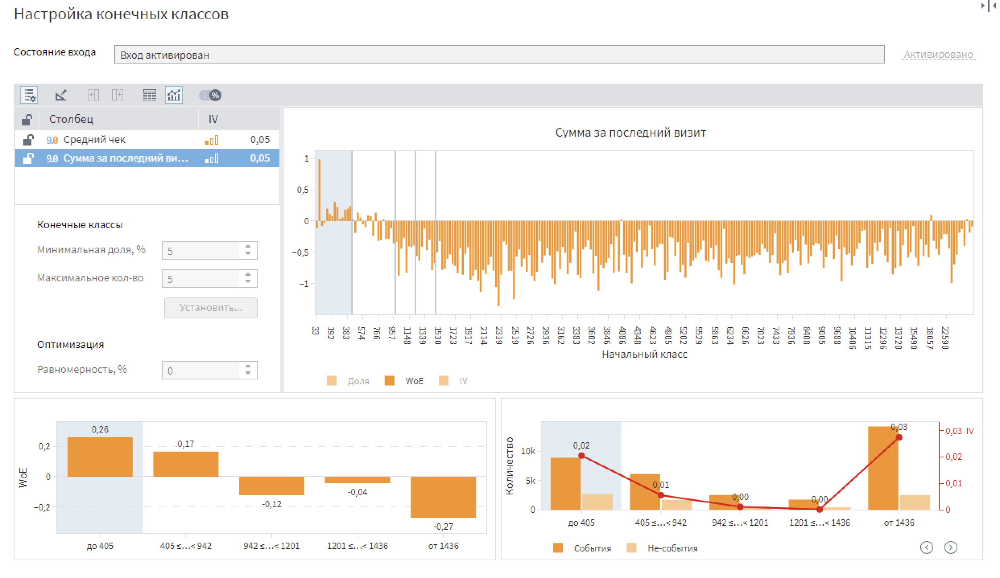 Настройка конечных классов
Состояние входа
Вход активирован
Активировано
1 %
Столбец IV
9.0 Средний чек 0,05
9.0 Сумма за последний ви... 0,05
Конечные классы
Минимальная доля, % 5
Максимальное кол-во 5
Установить...
Оптимизация
Равномерность, % 0
Сумма за последний визит
1
0,5
0
−0,5
−1
33 192 383 574 766 957 1148 1339 1530 1723 1917 2114 2319 2519 2726 2936 3162 3383 3602 3846 4086 4348 4623 4905 5202 5529 5863 6234 6626 7023 7433 7936 8408 9005 9688 10406 11315 12296 13720 15490 18057 22590
Начальный класс
Доля WoE IV
WoE
0,2
0
−0,2
0,26
0,17
-0,12
-0,04
-0,27
до 405 405 ≤...< 942 942 ≤...< 1201 1201 ≤...< 1436 от 1436
Количество
10k
5k
0
0,02
0,01
0,00
0,00
0,03
0,03 IV
0,02
0,01
0
до 405 405 ≤...< 942 942 ≤...< 1201 1201 ≤...< 1436 от 1436
События Не-события